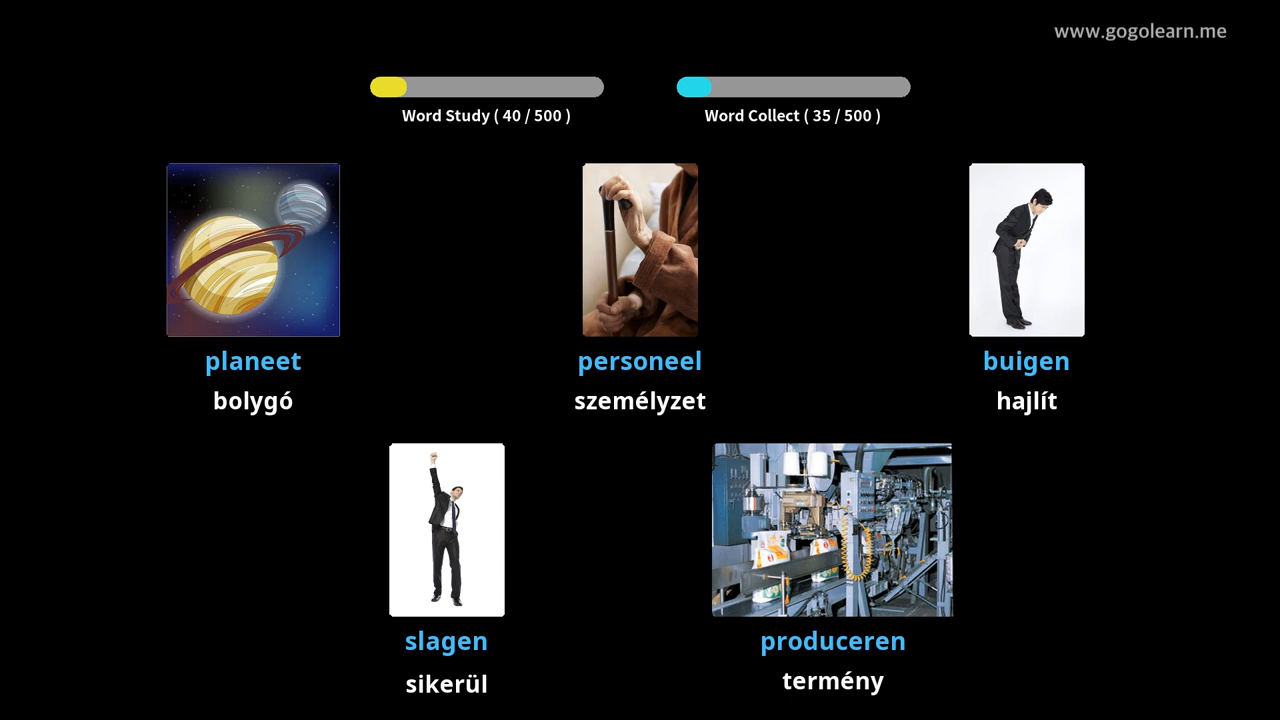 www.gogolearn.me
Word Study ( 40 / 500 )
Word Collect ( 35 / 500 )
planeet
bolygó
personeel
személyzet
buigen
hajlít
slagen
sikerül
produceren
termény